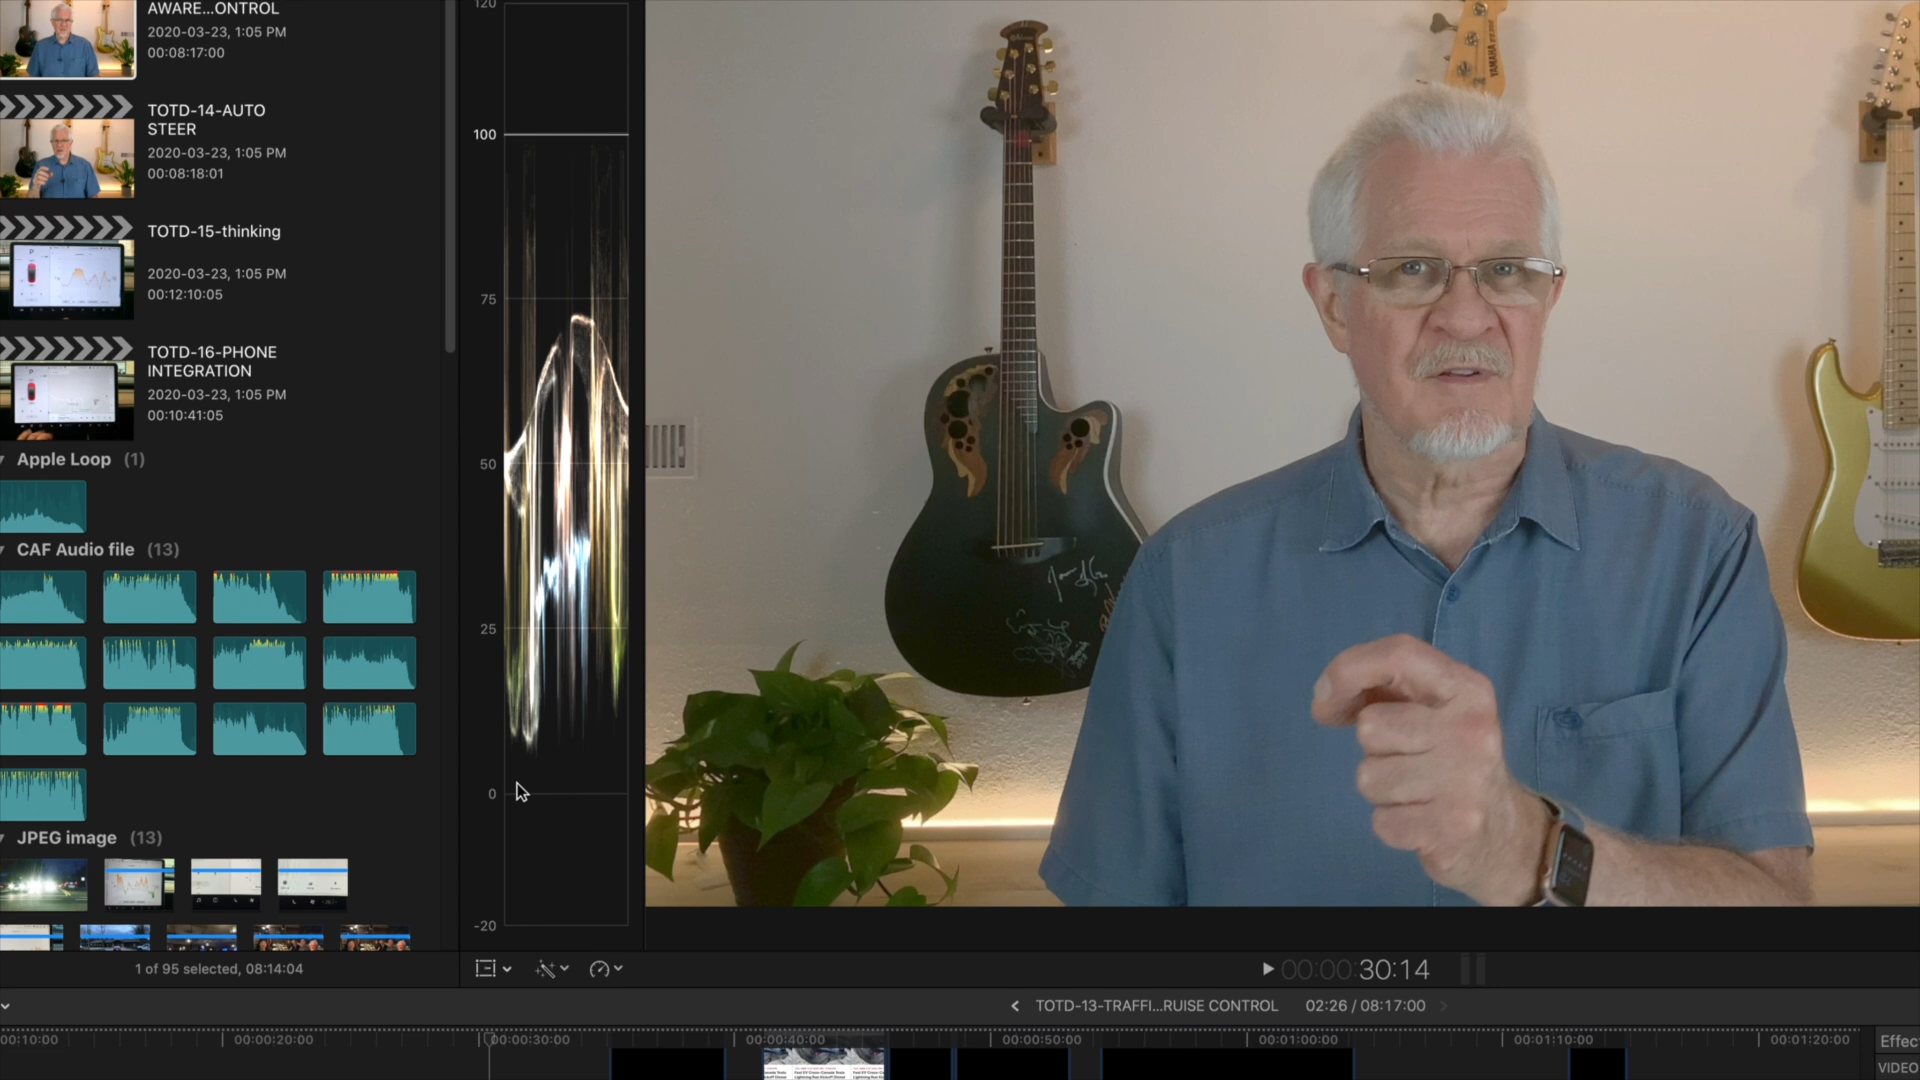 AWARE...ONTROL
2020-03-23, 1:05 PM
00:08:17:00
TOTD-14-AUTO
STEER
2020-03-23, 1:05 PM
00:08:18:01
TOTD-15-thinking
2020-03-23, 1:05 PM
00:12:10:05
TOTD-16-PHONE
INTEGRATION
2020-03-23, 1:05 PM
00:10:41:05
Apple Loop (1)
CAF Audio file (13)
JPEG image (13)
1 of 95 selected, 08:14:04
120
100
75
50
25
0
-20
YAMAHA
00:00:30:14
TOTD-13-TRAFFI...RUISE CONTROL 02:26 / 08:17:00
00:10:00 00:00:20:00 00:00:30:00 00:00:40:00 00:00:50:00 00:01:00:00 00:01:10:00 00:01:20:00
Effec
VIDEO